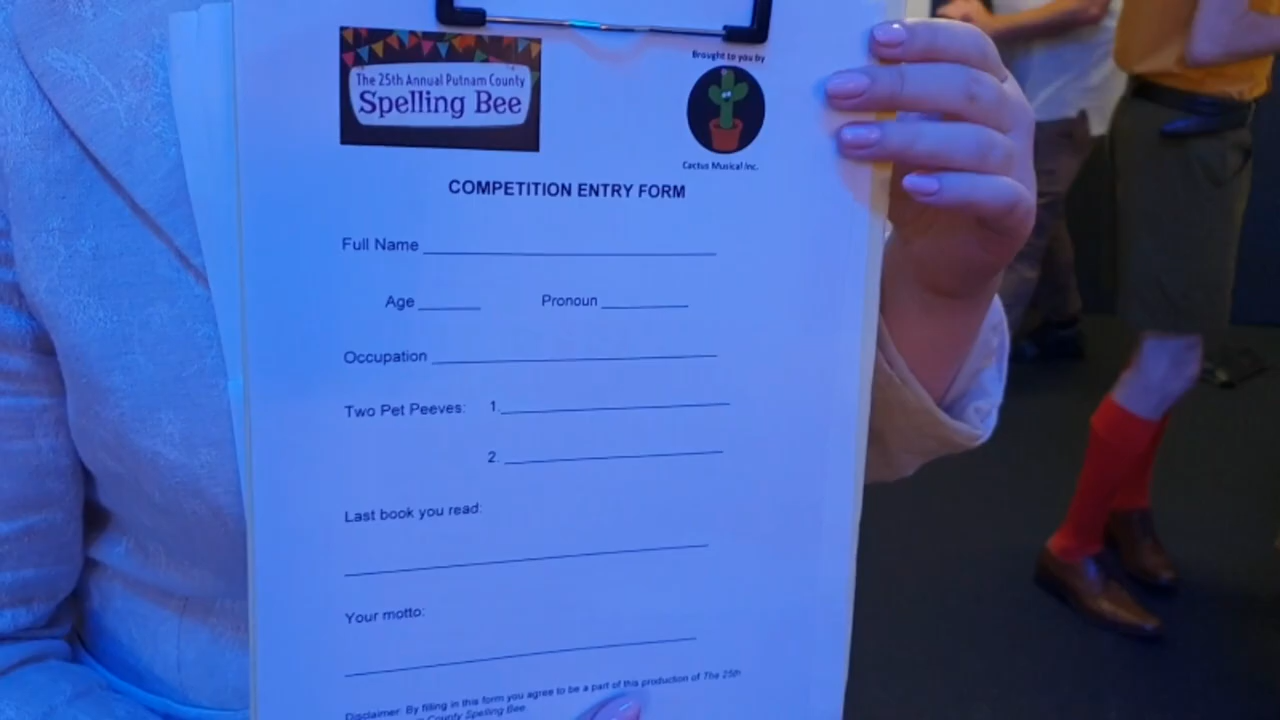 The 25th Annual Putnam County
Spelling Bee
Brought to you by
Cactus Musical Inc.
COMPETITION ENTRY FORM
Full Name
Age Pronoun
Occupation
Two Pet Peeves: 1.
2.
Last book you read:
Your motto:
Disclaimer: By filling in this form you agree to be a part of this production of The 25th
County Spelling Bee